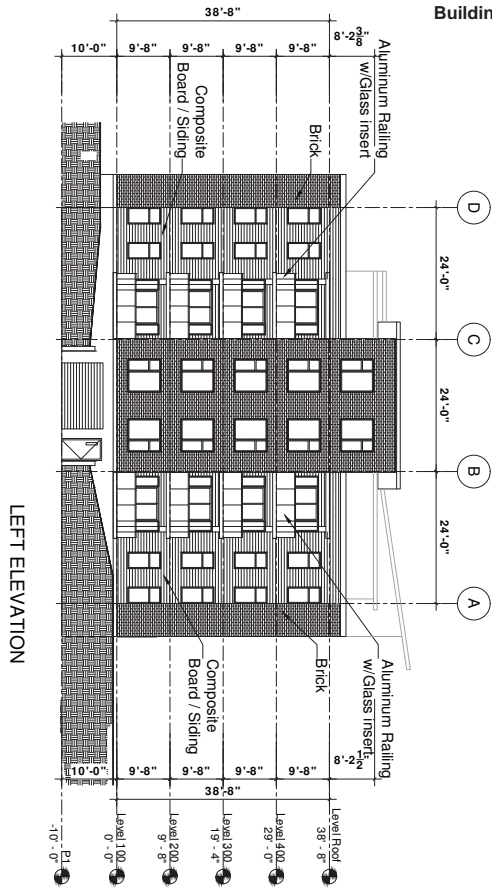 Buildin
38'-8"
10'-0"
9'-8"
9'-8"
9'-8"
9'-8"
8'-2 3/8"
Composite
Board / Siding
Brick
Aluminum Railing
w/Glass insert
D
24'-0"
C
24'-0"
B
24'-0"
A
Composite
Board / Siding
Brick
Aluminum Railing
w/Glass insert
10'-0"
9'-8"
9'-8"
9'-8"
9'-8"
8'-2 1/2"
38'-8"
Level Roof
38' - 8"
Level 400
29' - 0"
Level 300
19' - 4"
Level 200
9' - 8"
Level 100
0' - 0"
P1
-10' - 0"
LEFT ELEVATION